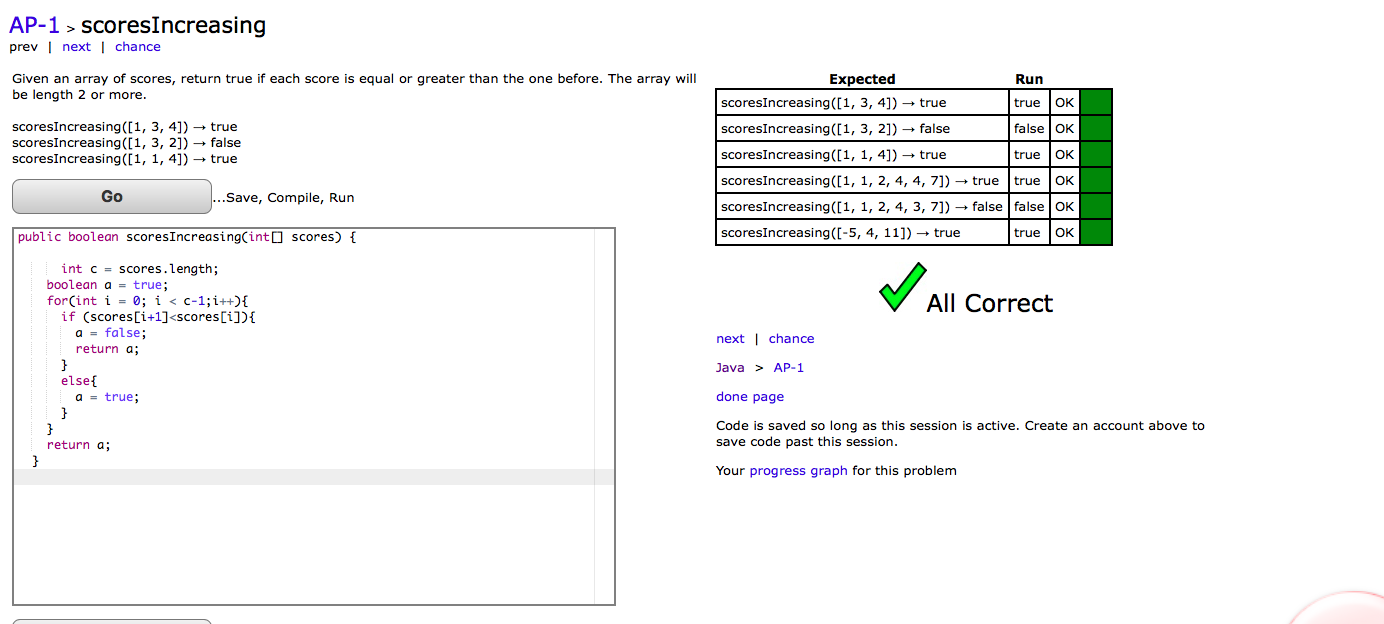 AP-1 > scoresIncreasing
prev | next | chance
Given an array of scores, return true if each score is equal or greater than the one before. The array will
be length 2 or more.
scoresIncreasing([1, 3, 4]) → true
scoresIncreasing([1, 3, 2]) → false
scoresIncreasing([1, 1, 4]) → true
Go ...Save, Compile, Run
public boolean scoresIncreasing(int[] scores) {
int c = scores.length;
boolean a = true;
for(int i = 0; i < c-1;i++){
if (scores[i+1]<scores[i]){
a = false;
return a;
}
else{
a = true;
}
}
return a;
}
Expected Run
scoresIncreasing([1, 3, 4]) → true true OK
scoresIncreasing([1, 3, 2]) → false false OK
scoresIncreasing([1, 1, 4]) → true true OK
scoresIncreasing([1, 1, 2, 4, 4, 7]) → true true OK
scoresIncreasing([1, 1, 2, 4, 3, 7]) → false false OK
scoresIncreasing([-5, 4, 11]) → true true OK
All Correct
next | chance
Java > AP-1
done page
Code is saved so long as this session is active. Create an account above to
save code past this session.
Your progress graph for this problem